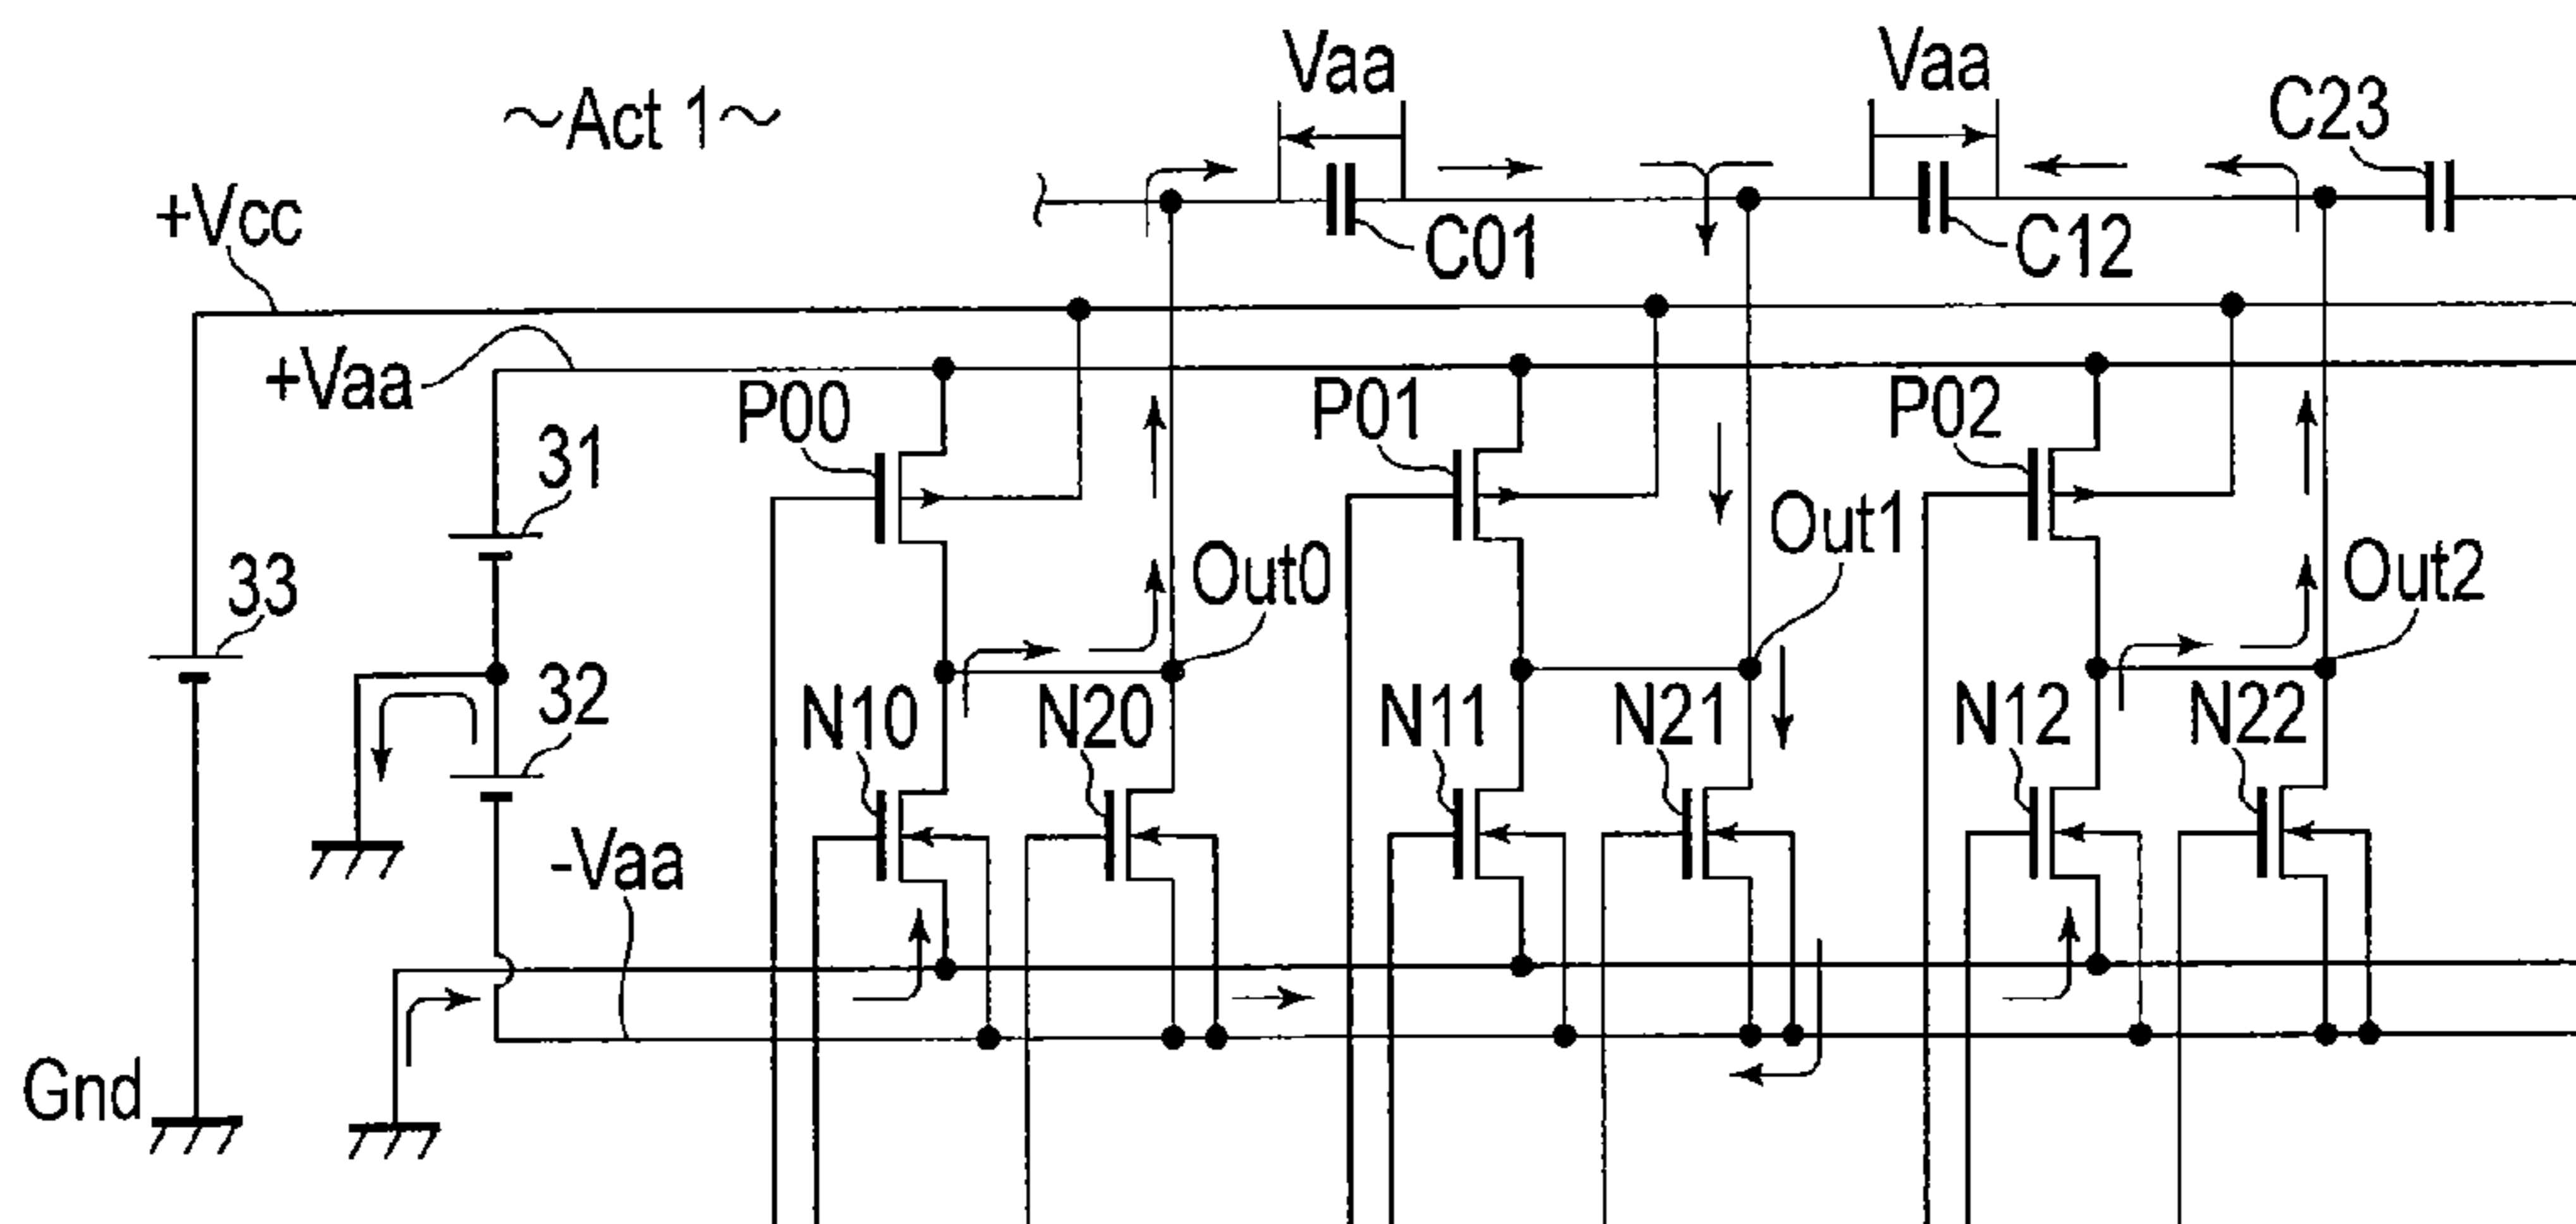 Vaa
Vaa
~Act 1~
C23
+Vcc
C01
C12
+Vaa
P00
P01
P02
31
Out1
33
Out0
Out2
32
N10
N20
N11
N21
N12
N22
-Vaa
Gnd